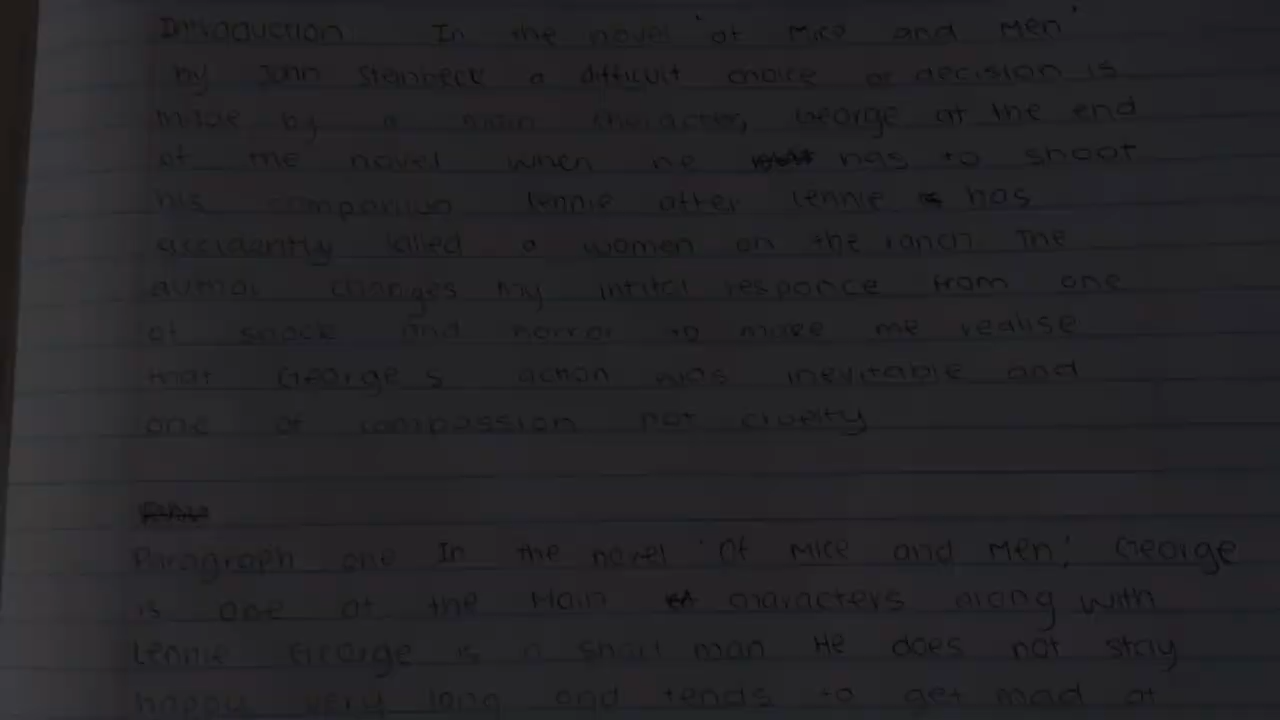 Introduction In the novel 'of Mice and Men'
by John Steinbeck a difficult choice or decision is
made by a main character, George at the end
of the novel when he has to shoot
his companion lennie after lennie has
accidently killed a women on the ranch The
author changes my intitel responce from one
of shock and horror to make me realise
that George s action was inevitable and
one of compassion not cruelty
Paragraph one In the novel 'Of Mice and Men,' George
is one of the Main characters along with
Lennie George is a small man He does not stay
happy very long and tends to get mad at